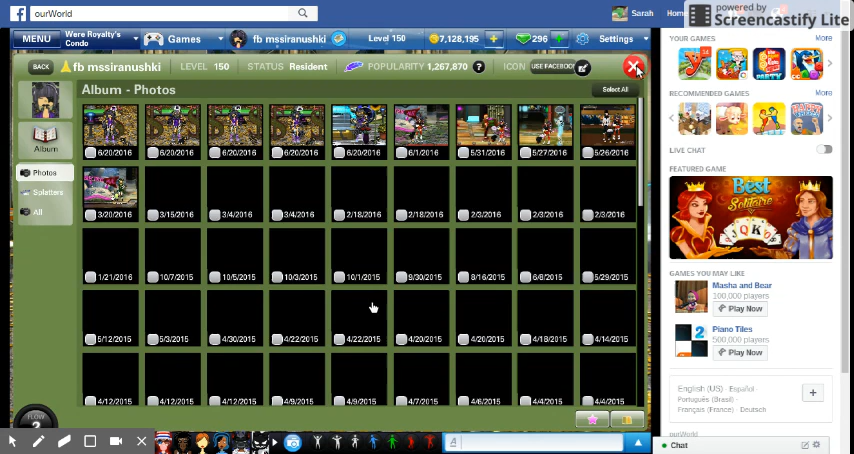 ourWorld
Sarah
Home
powered by
Screencastify Lite
MENU
Were Royalty's Condo
Games
fb mssiranushki
Level 150
7,128,195
296
Settings
BACK
fb mssiranushki
LEVEL 150
STATUS Resident
POPULARITY 1,267,870
?
ICON
USE FACEBOOK
Album - Photos
Select All
Album
Photos
Splatters
All
6/20/2016 6/20/2016 6/20/2016 6/20/2016 6/20/2016 6/1/2016 5/31/2016 5/27/2016 5/26/2016
3/20/2016 3/15/2016 3/4/2016 3/4/2016 2/18/2016 2/18/2016 2/3/2016 2/3/2016 2/3/2016
1/21/2016 10/7/2015 10/5/2015 10/3/2015 10/1/2015 9/30/2015 8/16/2015 6/8/2015 5/29/2015
5/12/2015 5/3/2015 4/30/2015 4/22/2015 4/22/2015 4/20/2015 4/20/2015 4/18/2015 4/14/2015
4/12/2015 4/12/2015 4/12/2015 4/9/2015 4/9/2015 4/7/2015 4/6/2015 4/4/2015 4/4/2015
FLOW
YOUR GAMES
More
14
PARTY
RECOMMENDED GAMES
More
LIVE CHAT
FEATURED GAME
Best
Solitaire
J Q K
GAMES YOU MAY LIKE
Masha and Bear
100,000 players
Play Now
2
Piano Tiles
500,000 players
Play Now
English (US) · Español ·
Português (Brasil) ·
Français (France) · Deutsch
ourWorld
Chat